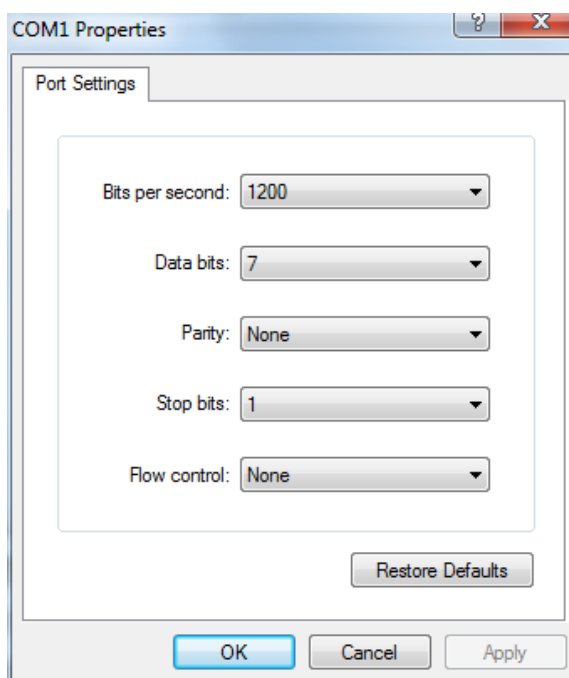 COM1 Properties
?
X
Port Settings
Bits per second: 1200
Data bits: 7
Parity: None
Stop bits: 1
Flow control: None
Restore Defaults
OK Cancel Apply